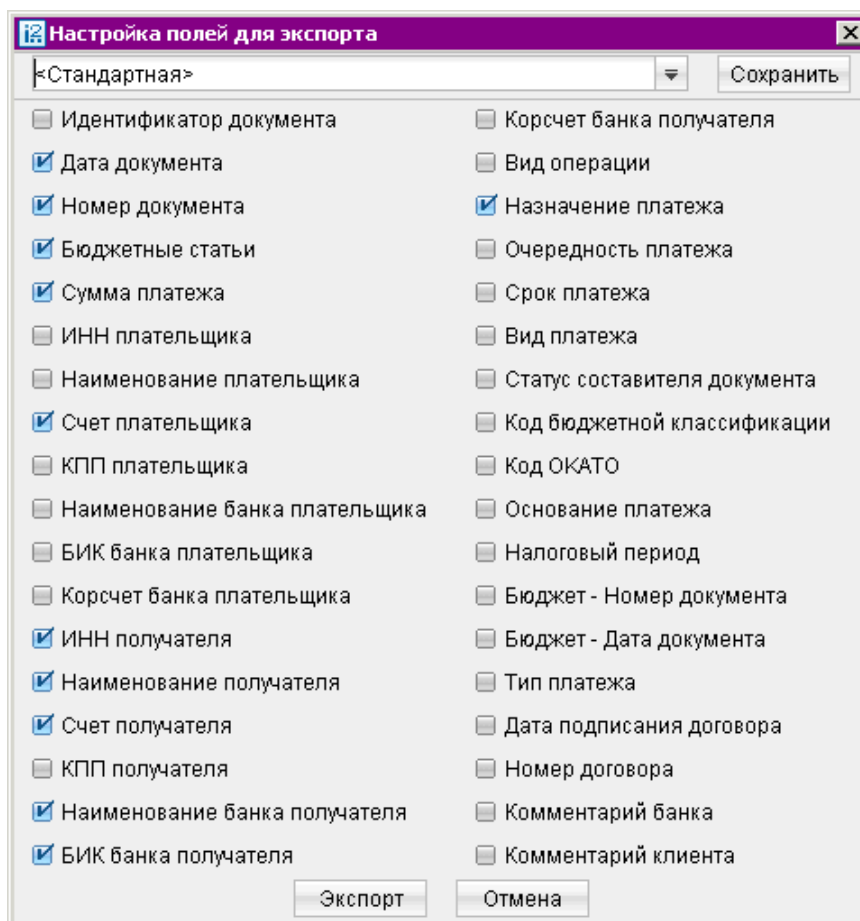 i2 Настройка полей для экспорта
<Стандартная>
Сохранить
Идентификатор документа
Дата документа
Номер документа
Бюджетные статьи
Сумма платежа
ИНН плательщика
Наименование плательщика
Счет плательщика
КПП плательщика
Наименование банка плательщика
БИК банка плательщика
Корсчет банка плательщика
ИНН получателя
Наименование получателя
Счет получателя
КПП получателя
Наименование банка получателя
БИК банка получателя
Корсчет банка получателя
Вид операции
Назначение платежа
Очередность платежа
Срок платежа
Вид платежа
Статус составителя документа
Код бюджетной классификации
Код ОКАТО
Основание платежа
Налоговый период
Бюджет - Номер документа
Бюджет - Дата документа
Тип платежа
Дата подписания договора
Номер договора
Комментарий банка
Комментарий клиента
Экспорт
Отмена